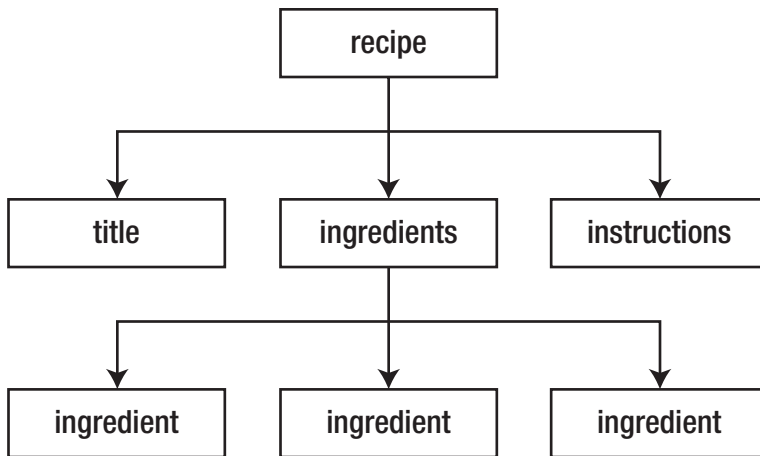 recipe
title
ingredients
instructions
ingredient
ingredient
ingredient